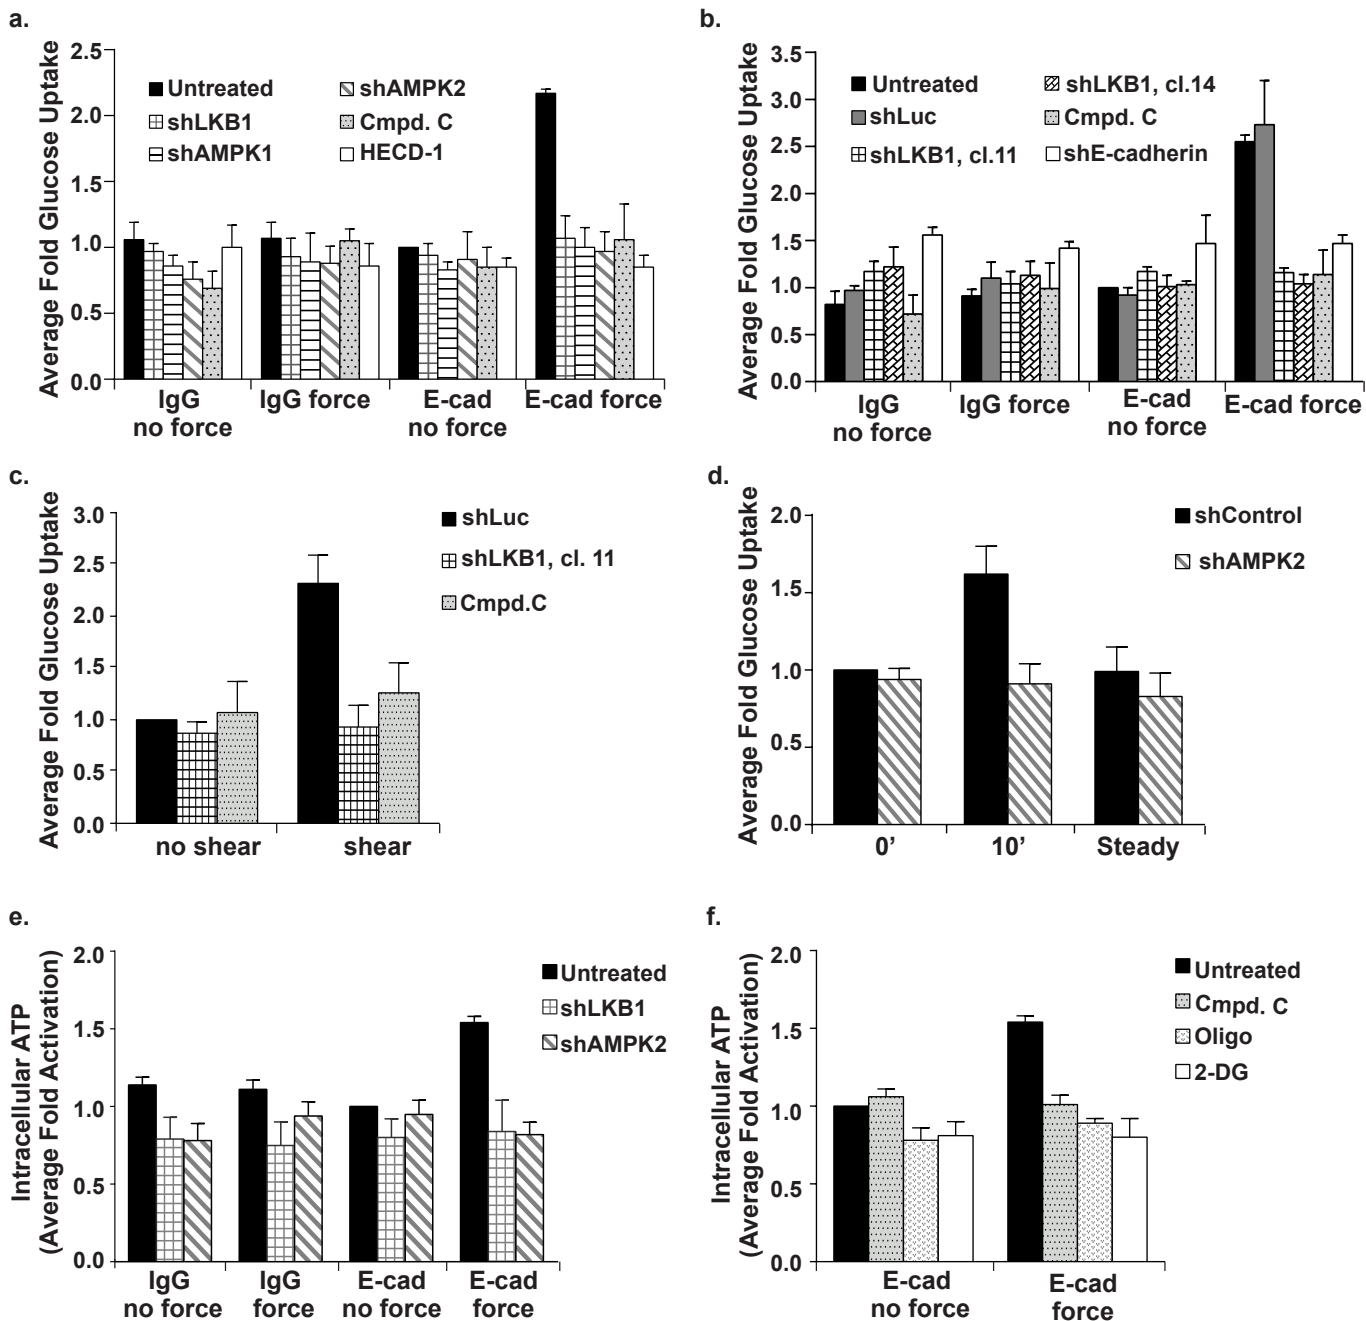 a.
Average Fold Glucose Uptake
2.5
2.0
1.5
1.0
0.5
0.0
Untreated
shLKB1
shAMPK1
shAMPK2
Cmpd. C
HECD-1
IgG
no force
IgG force
E-cad
no force
E-cad force
b.
Average Fold Glucose Uptake
3.5
3.0
2.5
2.0
1.5
1.0
0.5
0.0
Untreated
shLuc
shLKB1, cl.11
shLKB1, cl.14
Cmpd. C
shE-cadherin
IgG
no force
IgG force
E-cad
no force
E-cad force
c.
Average Fold Glucose Uptake
3.0
2.5
2.0
1.5
1.0
0.5
0.0
shLuc
shLKB1, cl. 11
Cmpd.C
no shear
shear
d.
Average Fold Glucose Uptake
2.0
1.5
1.0
0.5
0.0
shControl
shAMPK2
0’
10’
Steady
e.
Intracellular ATP
(Average Fold Activation)
2.0
1.5
1.0
0.5
0.0
Untreated
shLKB1
shAMPK2
IgG
no force
IgG
force
E-cad
no force
E-cad
force
f.
Intracellular ATP
(Average Fold Activation)
2.0
1.5
1.0
0.5
0.0
Untreated
Cmpd. C
Oligo
2-DG
E-cad
no force
E-cad
force